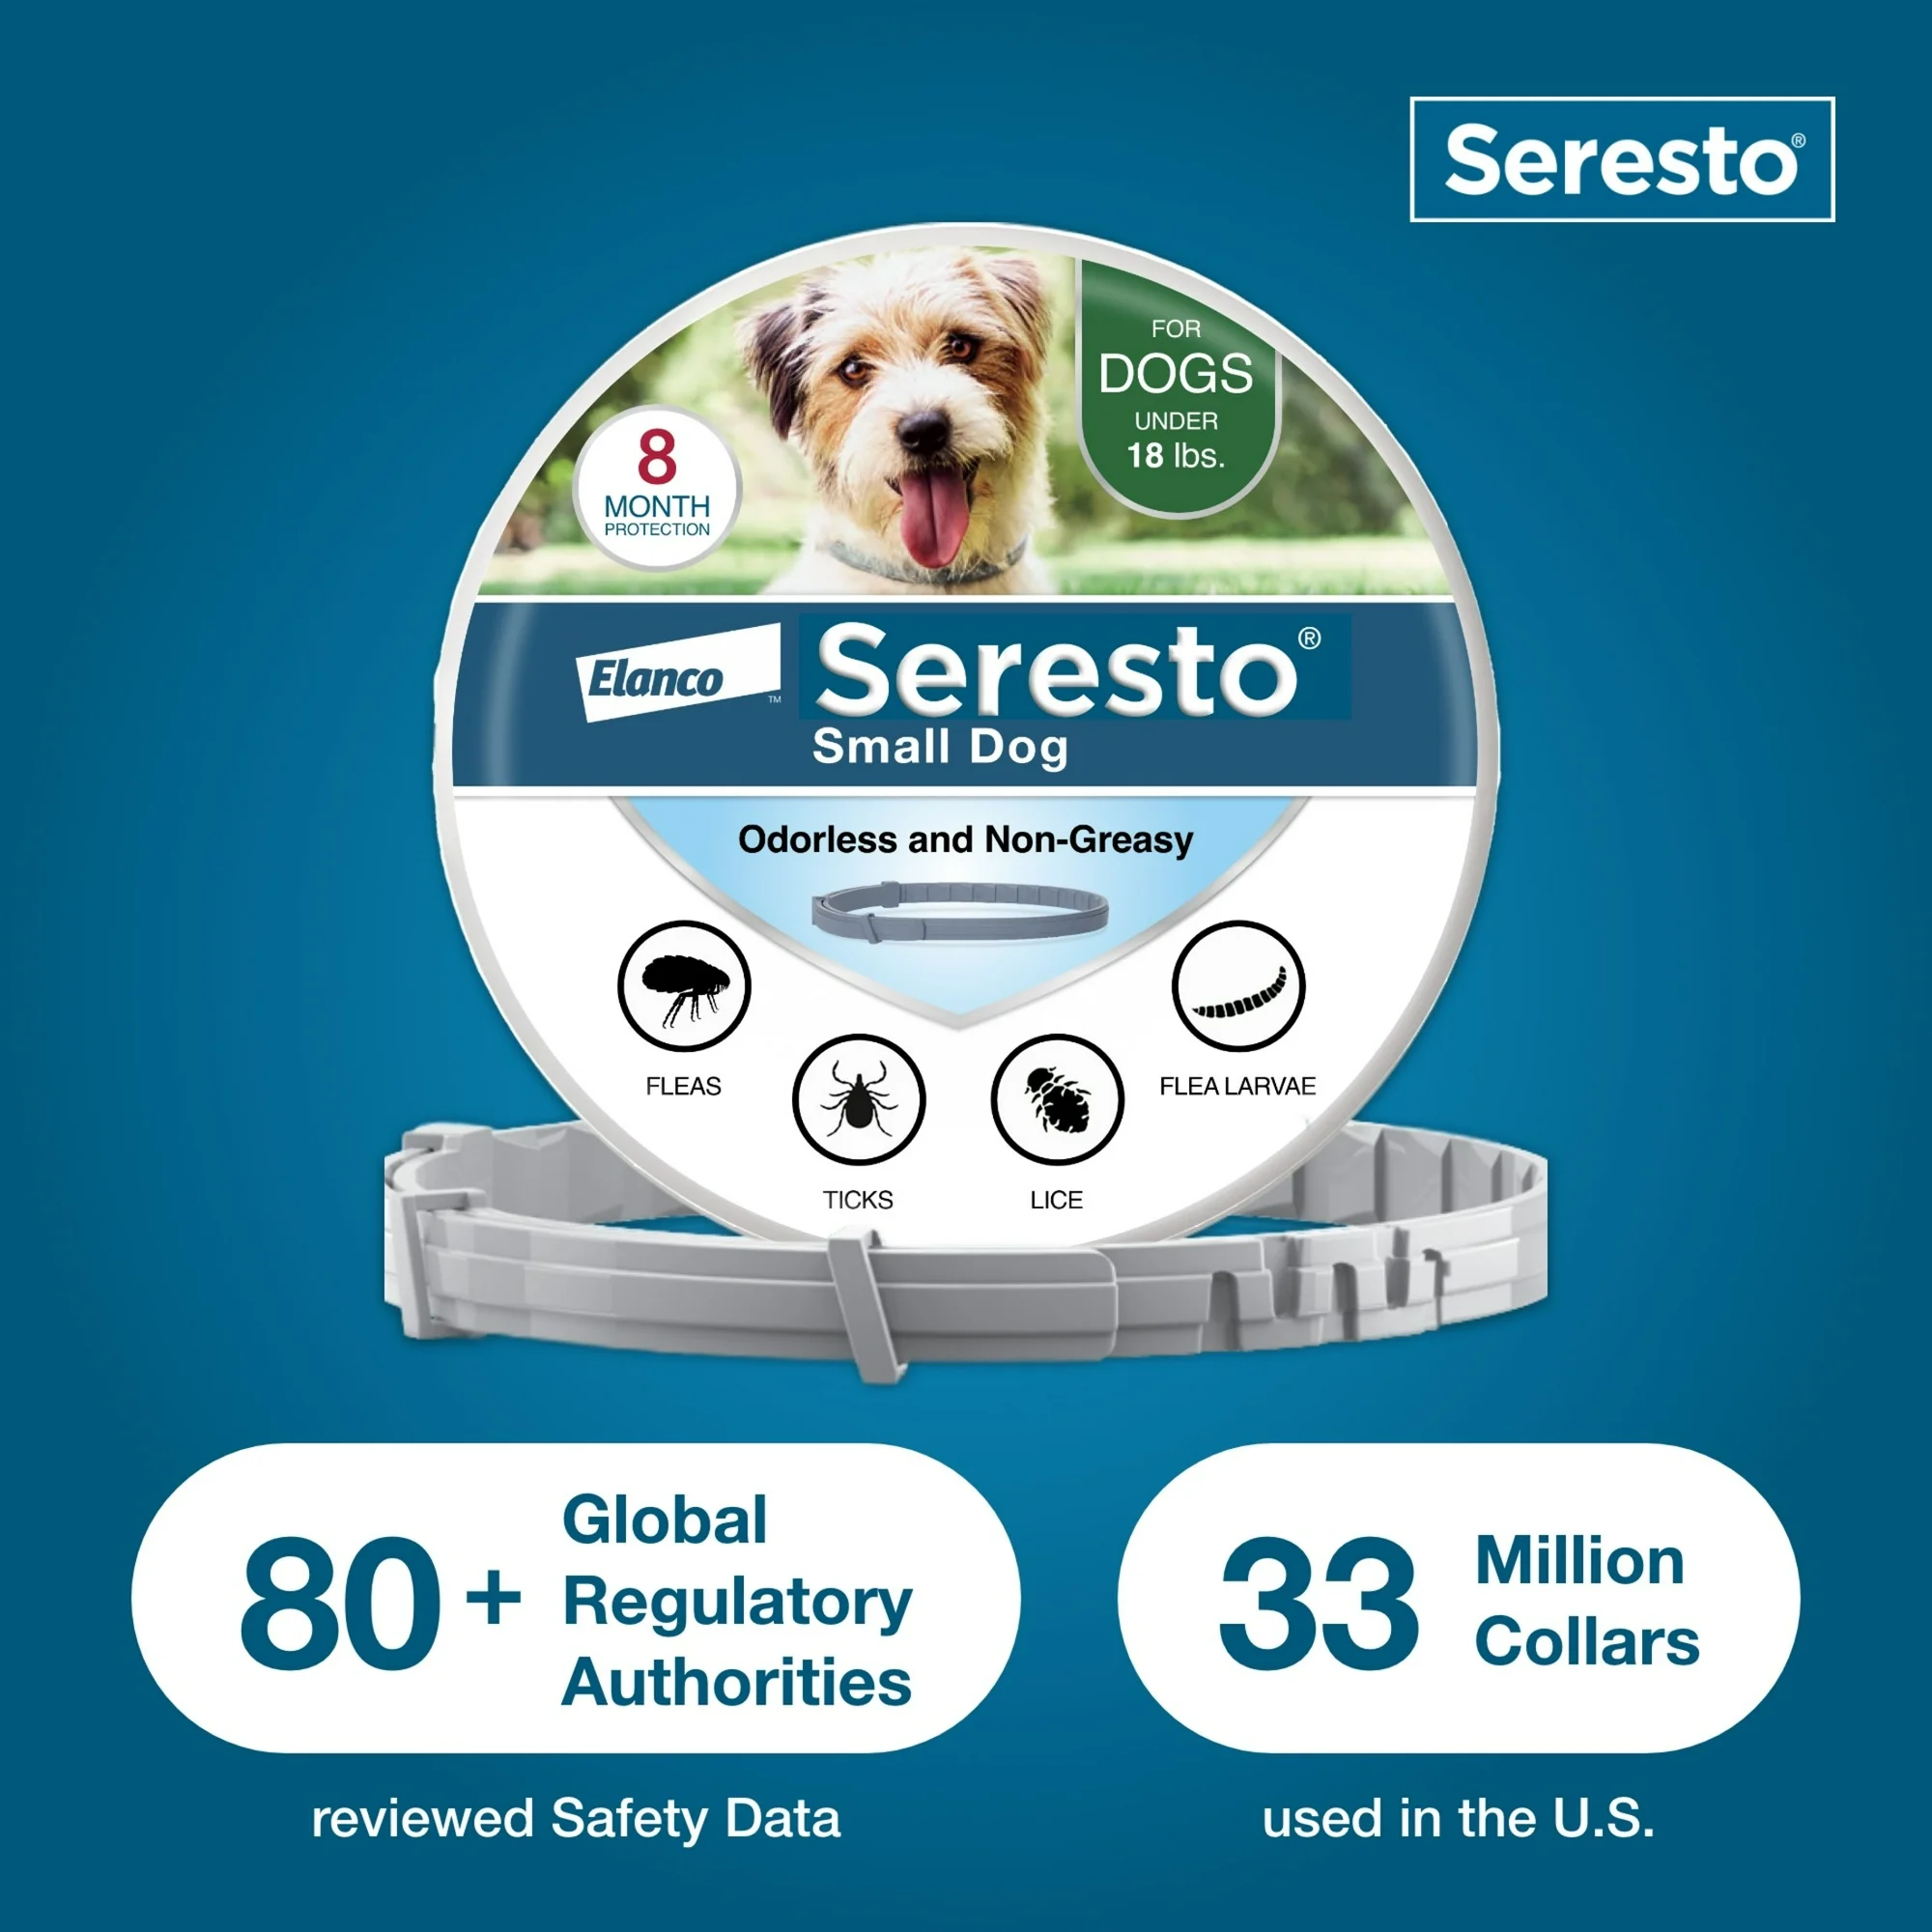 Seresto®
FOR
DOGS
UNDER
18 lbs.
8
MONTH
PROTECTION
Elanco™
Seresto®
Small Dog
Odorless and Non-Greasy
FLEAS
FLEA LARVAE
TICKS
LICE
80+
Global
Regulatory
Authorities
reviewed Safety Data
33
Million
Collars
used in the U.S.